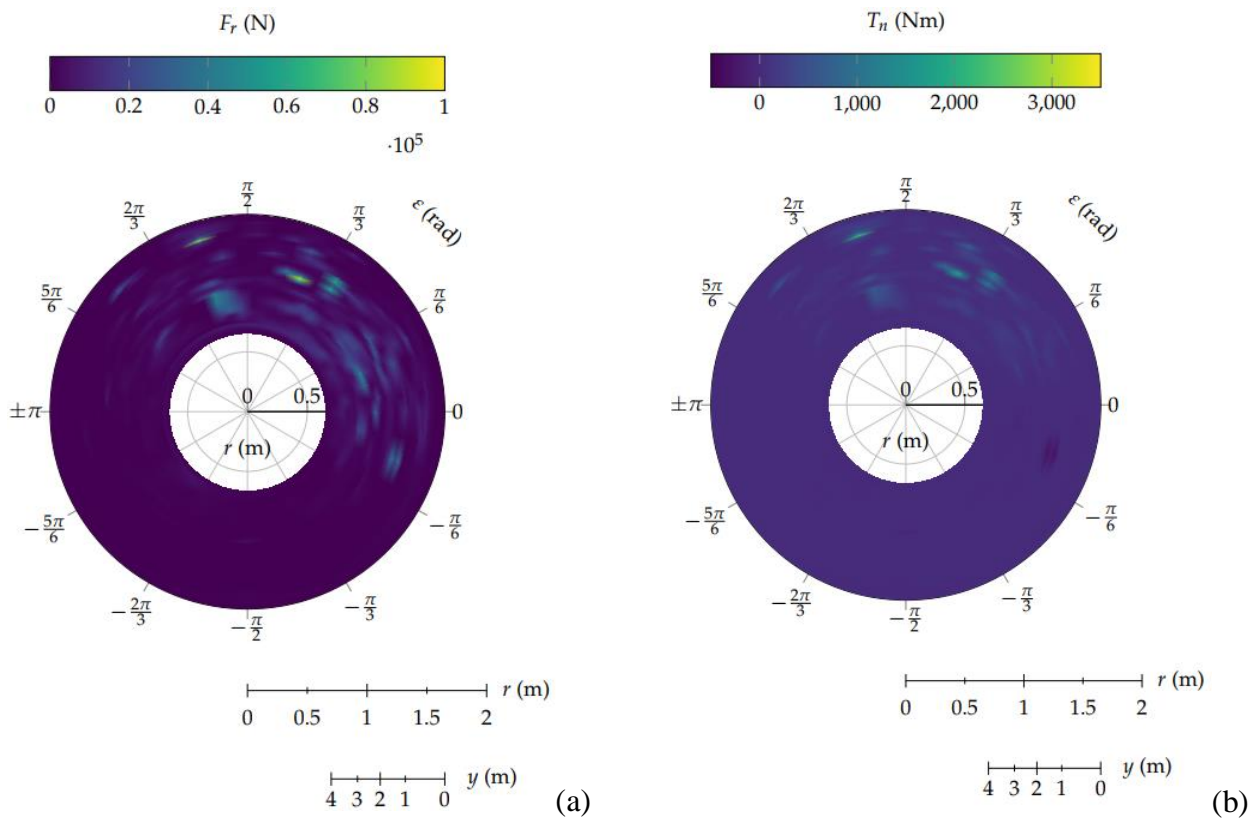 F_r (N)
0 0.2 0.4 0.6 0.8 1
·10^5
π/2
2π/3 π/3
ε (rad)
5π/6 π/6
0 0.5
±π 0
r (m)
−5π/6 −π/6
−2π/3 −π/3
−π/2
r (m)
0 0.5 1 1.5 2
y (m)
4 3 2 1 0
(a)
T_n (Nm)
0 1,000 2,000 3,000
π/2
2π/3 π/3
ε (rad)
5π/6 π/6
0 0.5
±π 0
r (m)
−5π/6 −π/6
−2π/3 −π/3
−π/2
r (m)
0 0.5 1 1.5 2
y (m)
4 3 2 1 0
(b)